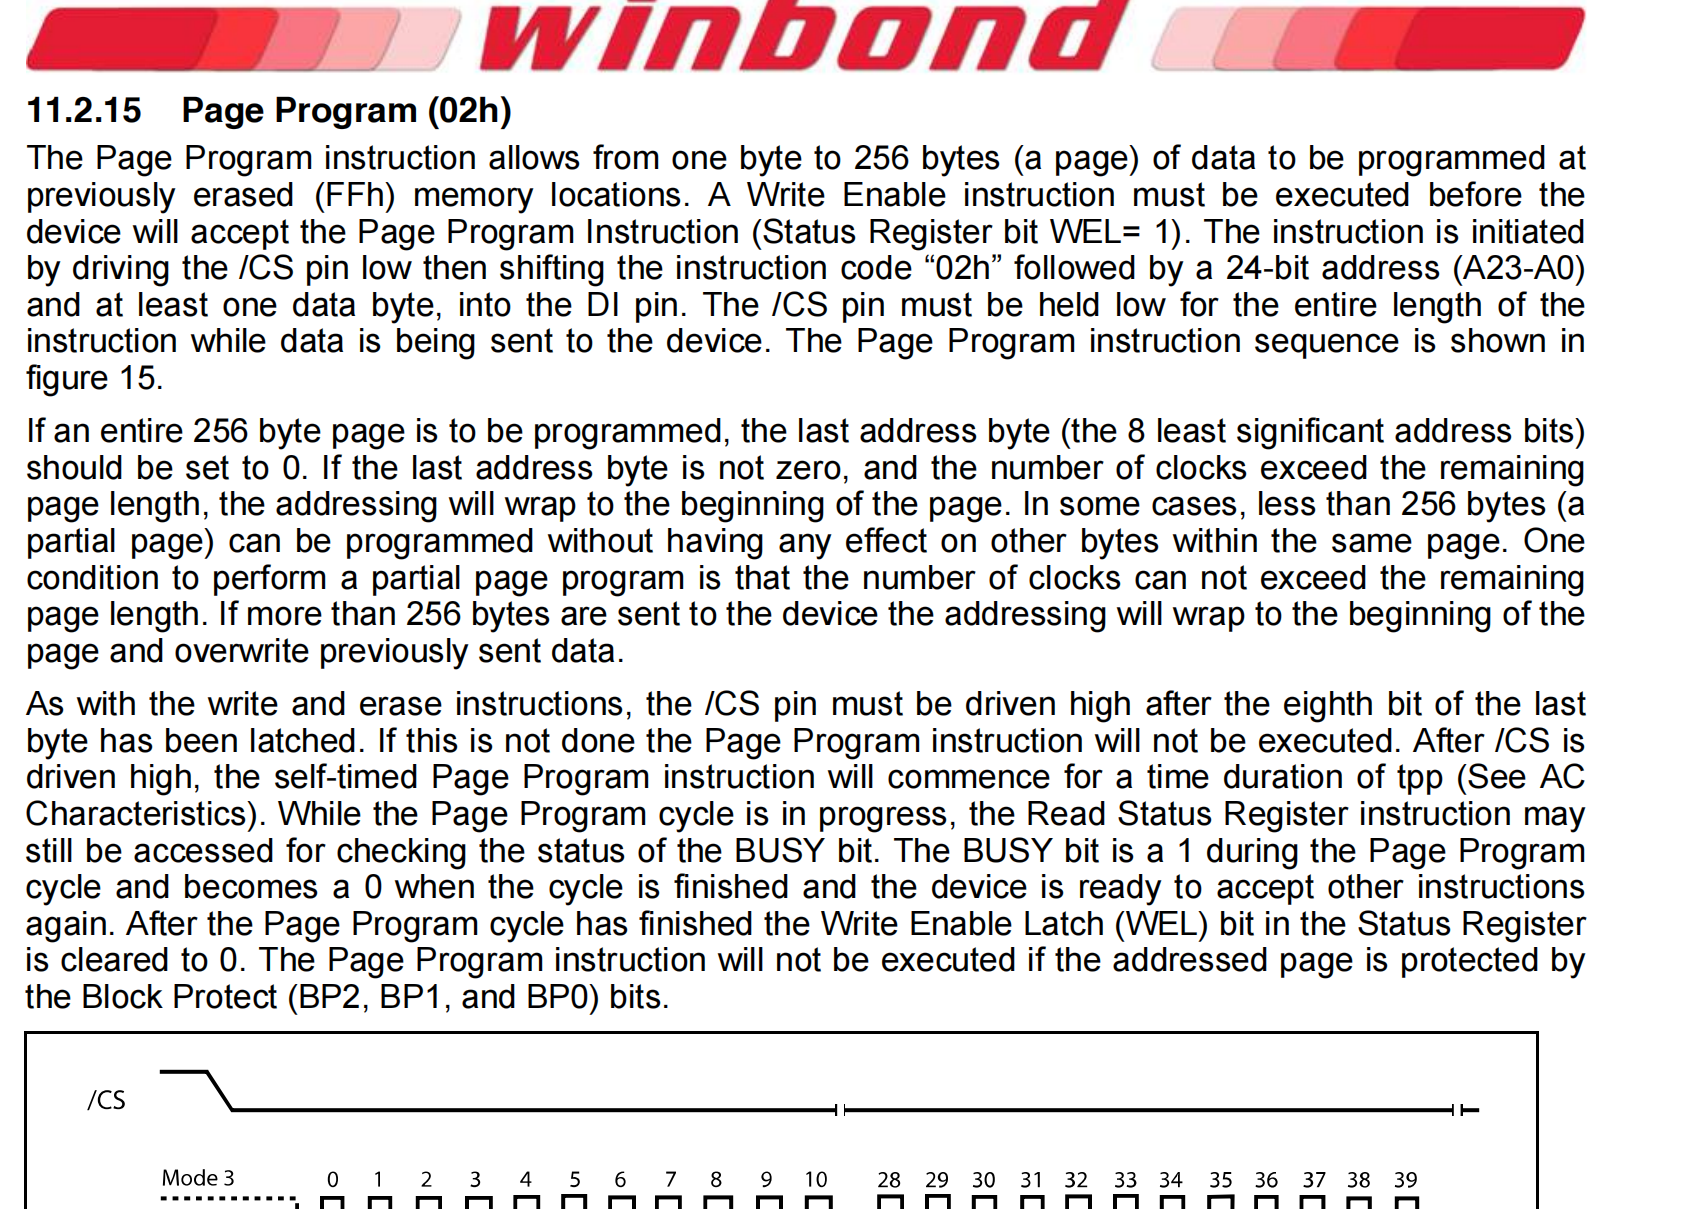 winbond
11.2.15 Page Program (02h)
The Page Program instruction allows from one byte to 256 bytes (a page) of data to be programmed at
previously erased (FFh) memory locations. A Write Enable instruction must be executed before the
device will accept the Page Program Instruction (Status Register bit WEL= 1). The instruction is initiated
by driving the /CS pin low then shifting the instruction code “02h” followed by a 24-bit address (A23-A0)
and at least one data byte, into the DI pin. The /CS pin must be held low for the entire length of the
instruction while data is being sent to the device. The Page Program instruction sequence is shown in
figure 15.
If an entire 256 byte page is to be programmed, the last address byte (the 8 least significant address bits)
should be set to 0. If the last address byte is not zero, and the number of clocks exceed the remaining
page length, the addressing will wrap to the beginning of the page. In some cases, less than 256 bytes (a
partial page) can be programmed without having any effect on other bytes within the same page. One
condition to perform a partial page program is that the number of clocks can not exceed the remaining
page length. If more than 256 bytes are sent to the device the addressing will wrap to the beginning of the
page and overwrite previously sent data.
As with the write and erase instructions, the /CS pin must be driven high after the eighth bit of the last
byte has been latched. If this is not done the Page Program instruction will not be executed. After /CS is
driven high, the self-timed Page Program instruction will commence for a time duration of tpp (See AC
Characteristics). While the Page Program cycle is in progress, the Read Status Register instruction may
still be accessed for checking the status of the BUSY bit. The BUSY bit is a 1 during the Page Program
cycle and becomes a 0 when the cycle is finished and the device is ready to accept other instructions
again. After the Page Program cycle has finished the Write Enable Latch (WEL) bit in the Status Register
is cleared to 0. The Page Program instruction will not be executed if the addressed page is protected by
the Block Protect (BP2, BP1, and BP0) bits.
/CS
Mode 3 0 1 2 3 4 5 6 7 8 9 10 28 29 30 31 32 33 34 35 36 37 38 39